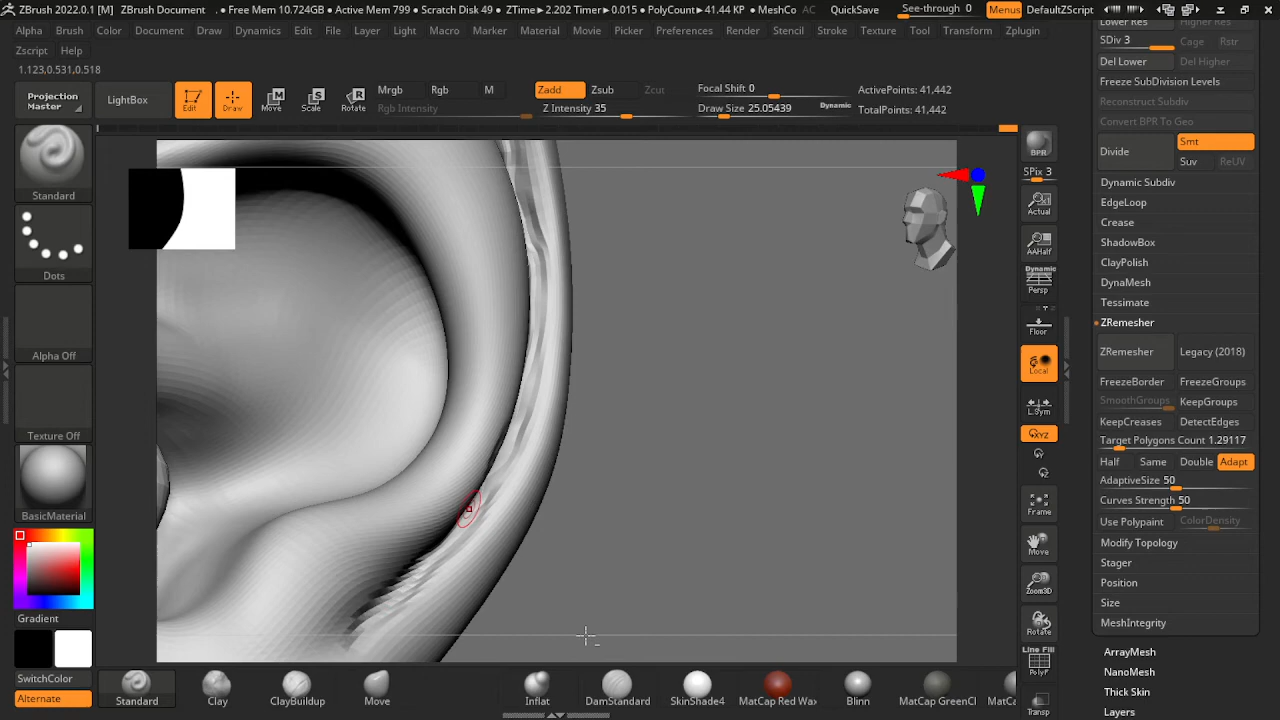 ZBrush 2022.0.1 [M] ZBrush Document . • Free Mem 10.724GB • Active Mem 799 • Scratch Disk 49 • ZTime►2.202 Timer►0.015 • PolyCount►41.44 KP • MeshCo AC QuickSave See-through 0 Menus DefaultZScript
Alpha Brush Color Document Draw Dynamics Edit File Layer Light Macro Marker Material Movie Picker Preferences Render Stencil Stroke Texture Tool Transform Zplugin
Zscript Help
1.123,0.531,0.518
Projection Master
LightBox
Edit
Draw
Move
Scale
Rotate
Mrgb Rgb M
Rgb Intensity
Zadd Zsub Zcut
Z Intensity 35
Focal Shift 0
Draw Size 25.05439 Dynamic
ActivePoints: 41,442
TotalPoints: 41,442
Standard
Dots
Alpha Off
Texture Off
BasicMaterial
Gradient
SwitchColor
Alternate
Standard
Clay
ClayBuildup
Move
Inflat
DamStandard
SkinShade4
MatCap Red Wax
Blinn
MatCap GreenCl
MatCa
BPR
SPix 3
Actual
AAHalf
Dynamic
Persp
Floor
Local
L.Sym
XYZ
Frame
Move
Zoom3D
Rotate
Line Fill
PolyF
Transp
Lower Res Higher Res
SDiv 3 Cage Rstr
Del Lower Del Higher
Freeze SubDivision Levels
Reconstruct Subdiv
Convert BPR To Geo
Divide
Smt
Suv ReUV
Dynamic Subdiv
EdgeLoop
Crease
ShadowBox
ClayPolish
DynaMesh
Tessimate
ZRemesher
ZRemesher Legacy (2018)
FreezeBorder FreezeGroups
SmoothGroups KeepGroups
KeepCreases DetectEdges
Target Polygons Count 1.29117
Half Same Double Adapt
AdaptiveSize 50
Curves Strength 50
Use Polypaint ColorDensity
Modify Topology
Stager
Position
Size
MeshIntegrity
ArrayMesh
NanoMesh
Thick Skin
Layers